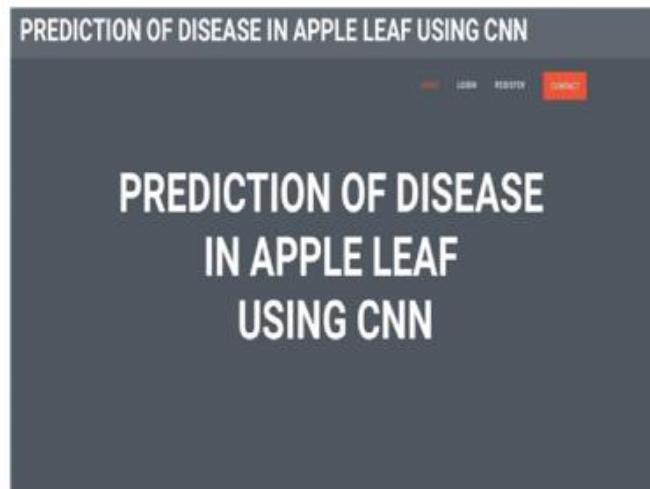 PREDICTION OF DISEASE IN APPLE LEAF USING CNN
HOME LOGIN REGISTER CONTACT
PREDICTION OF DISEASE
IN APPLE LEAF
USING CNN